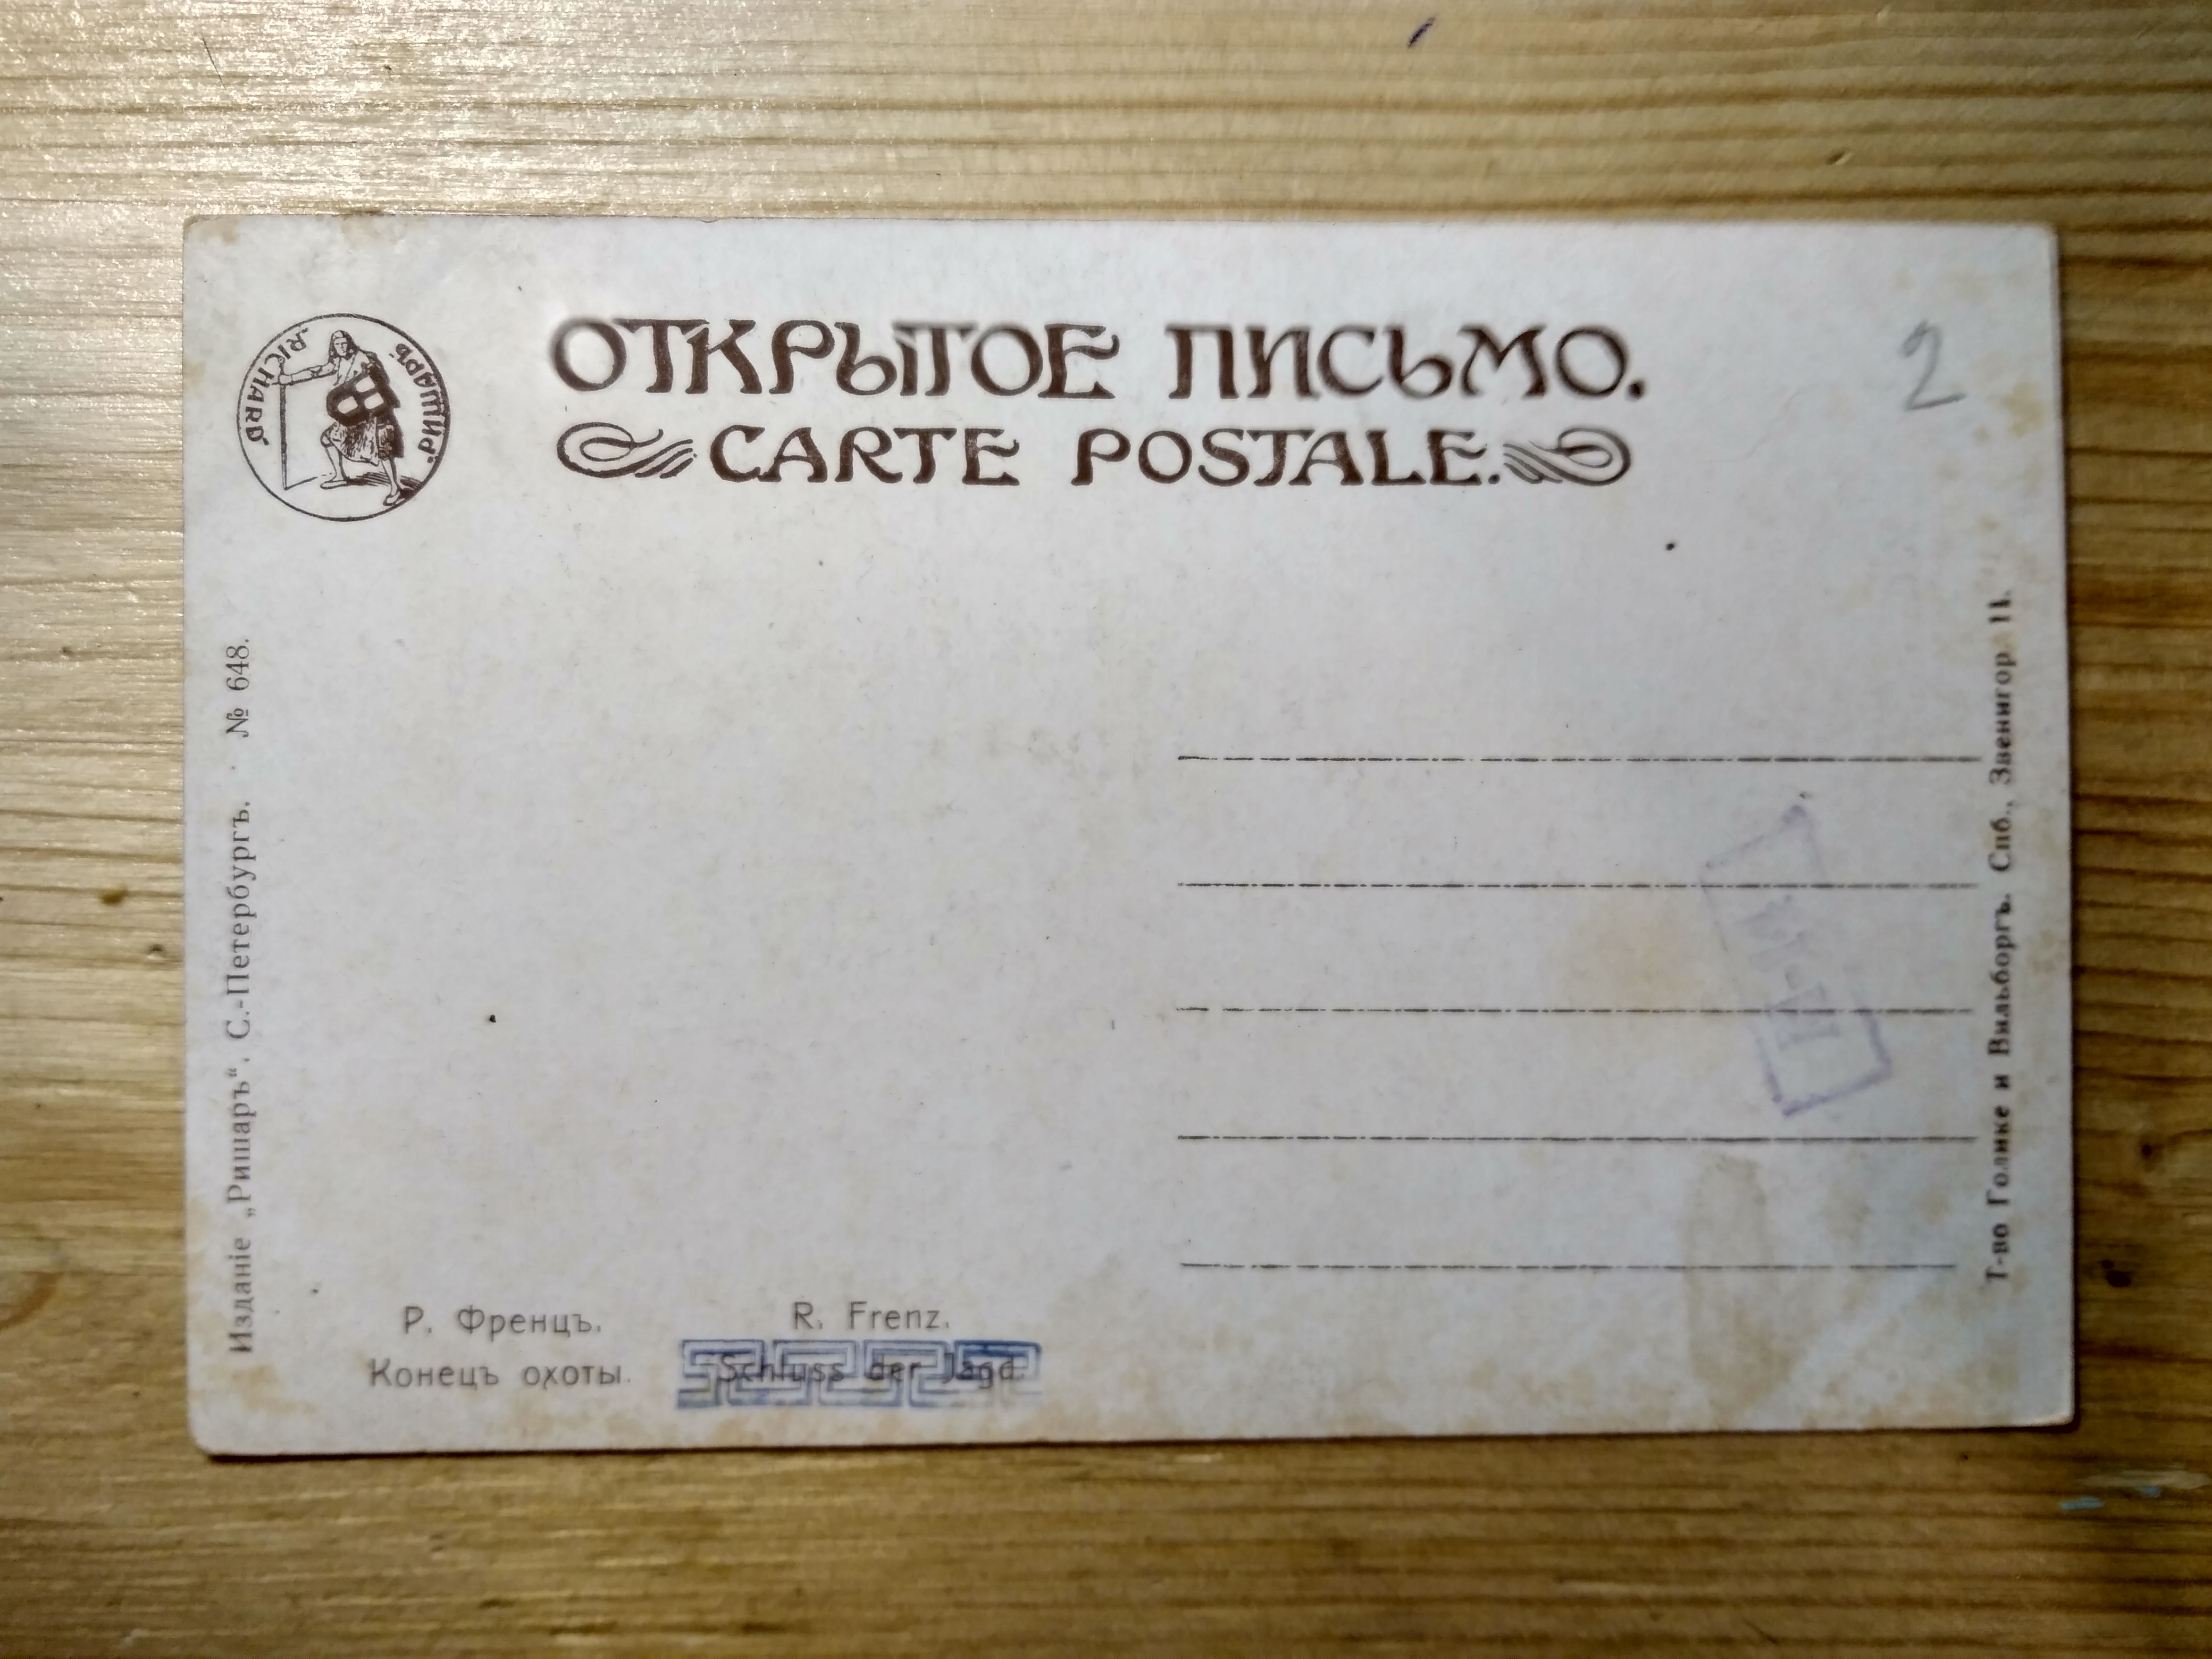 ОТКРЫТОЕ ПИСЬМО.
CARTE POSTALE.
„RICHARD“
„РИШАРЪ“
2
Изданіе „Ришаръ“. С.-Петербургъ. № 648.
Р. Френцъ.
Конецъ охоты.
R. Frenz.
Schluss der Jagd.
Т-во Голике и Вильборгъ. Спб., Звенигор. 11.